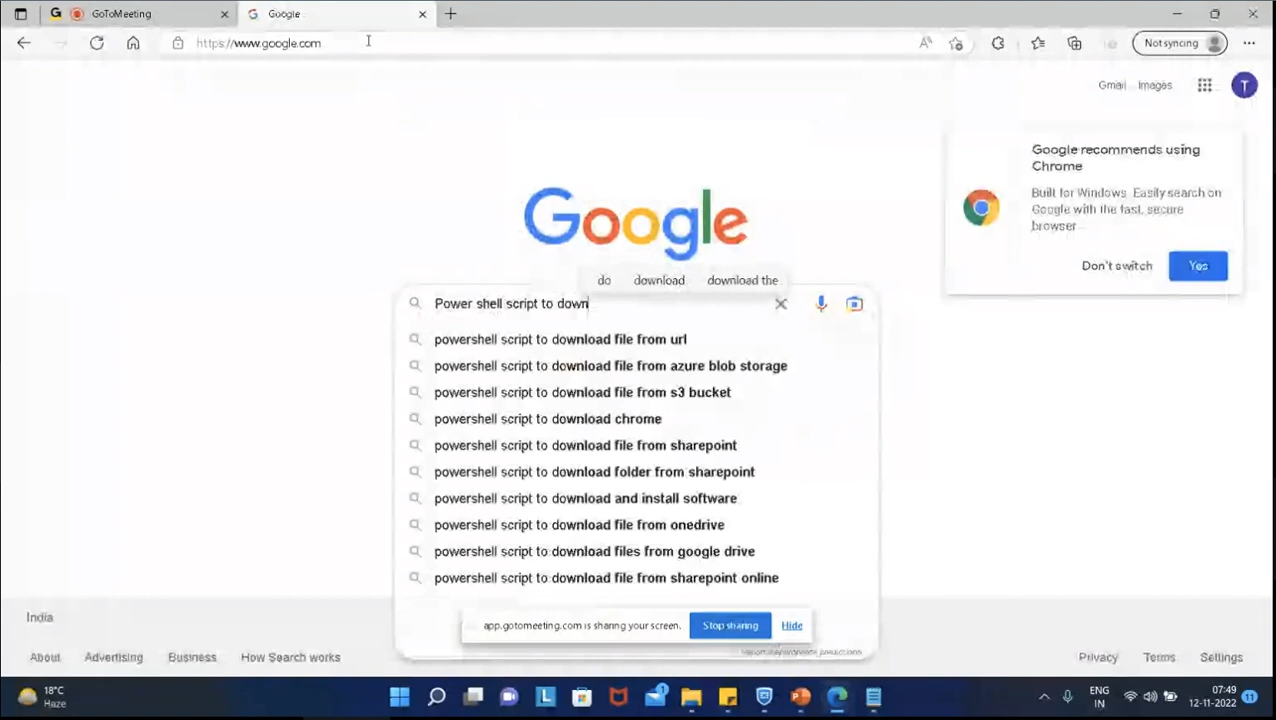 GoToMeeting
Google
https://www.google.com
Not syncing
Gmail Images
T
Google recommends using
Chrome
Built for Windows. Easily search on
Google with the fast, secure
browser
Don't switch Yes
Google
do download download the
Power shell script to down
powershell script to download file from url
powershell script to download file from azure blob storage
powershell script to download file from s3 bucket
powershell script to download chrome
powershell script to download file from sharepoint
powershell script to download folder from sharepoint
powershell script to download and install software
powershell script to download file from onedrive
powershell script to download files from google drive
powershell script to download file from sharepoint online
India
app.gotomeeting.com is sharing your screen. Stop sharing Hide
About Advertising Business How Search works
Privacy Terms Settings
18°C
Haze
ENG
IN
07:49
12-11-2022
11